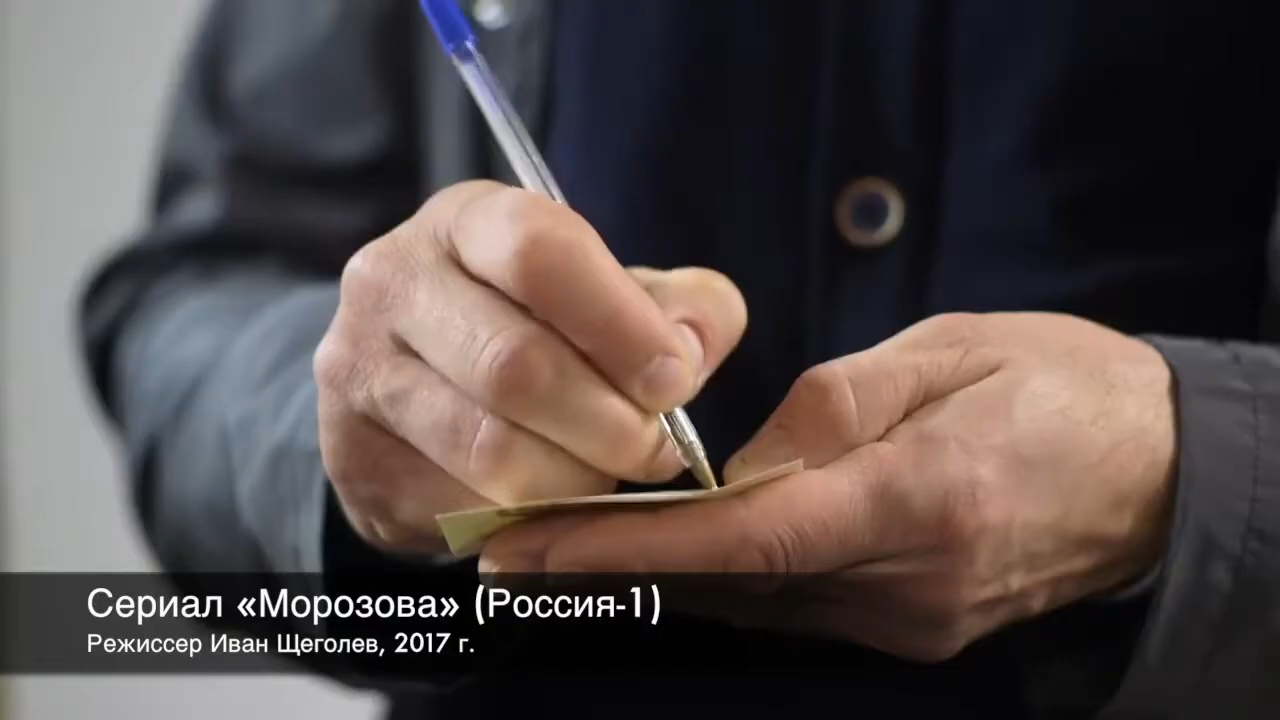 Сериал «Морозова» (Россия-1)
Режиссер Иван Щеголев, 2017 г.